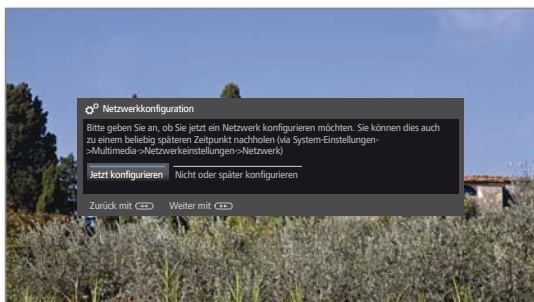 Netzwerkkonfiguration
Bitte geben Sie an, ob Sie jetzt ein Netzwerk konfigurieren möchten. Sie können dies auch
zu einem beliebig späteren Zeitpunkt nachholen (via System-Einstellungen-
>Multimedia->Netzwerkeinstellungen->Netzwerk)
Jetzt konfigurieren Nicht oder später konfigurieren
Zurück mit Weiter mit